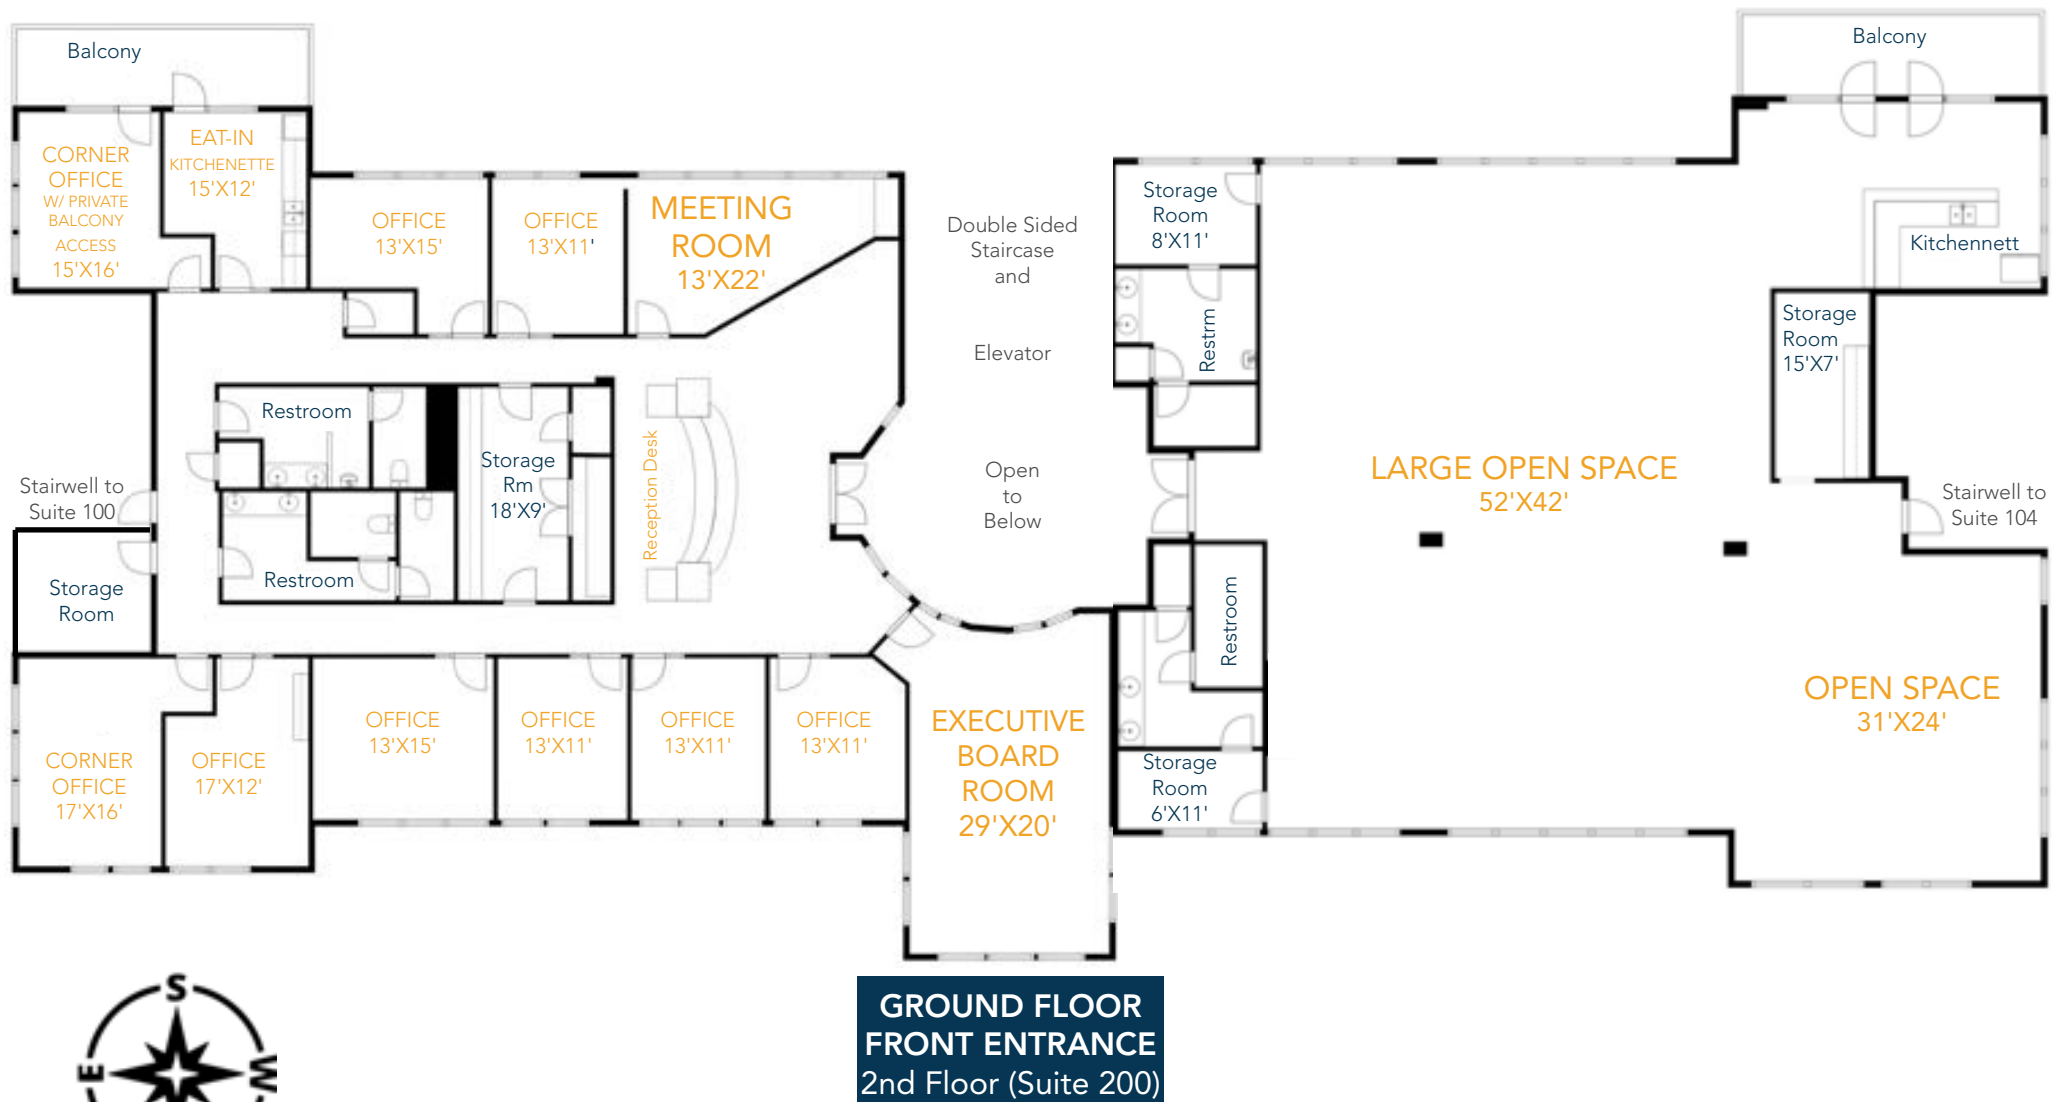 Balcony
CORNER
OFFICE
W/ PRIVATE
BALCONY
ACCESS
15'X16'
EAT-IN
KITCHENETTE
15'X12'
OFFICE
13'X15'
OFFICE
13'X11'
MEETING
ROOM
13'X22'
Double Sided
Staircase
and
Elevator
Open
to
Below
Storage
Room
8'X11'
Restrm
Balcony
Kitchennett
Storage
Room
15'X7'
LARGE OPEN SPACE
52'X42'
Stairwell to
Suite 104
Restroom
Storage
Rm
18'X9'
Reception Desk
Stairwell to
Suite 100
Storage
Room
Restroom
Restroom
OPEN SPACE
31'X24'
CORNER
OFFICE
17'X16'
OFFICE
17'X12'
OFFICE
13'X15'
OFFICE
13'X11'
OFFICE
13'X11'
OFFICE
13'X11'
EXECUTIVE
BOARD
ROOM
29'X20'
Storage
Room
6'X11'
S
E
W
GROUND FLOOR
FRONT ENTRANCE
2nd Floor (Suite 200)